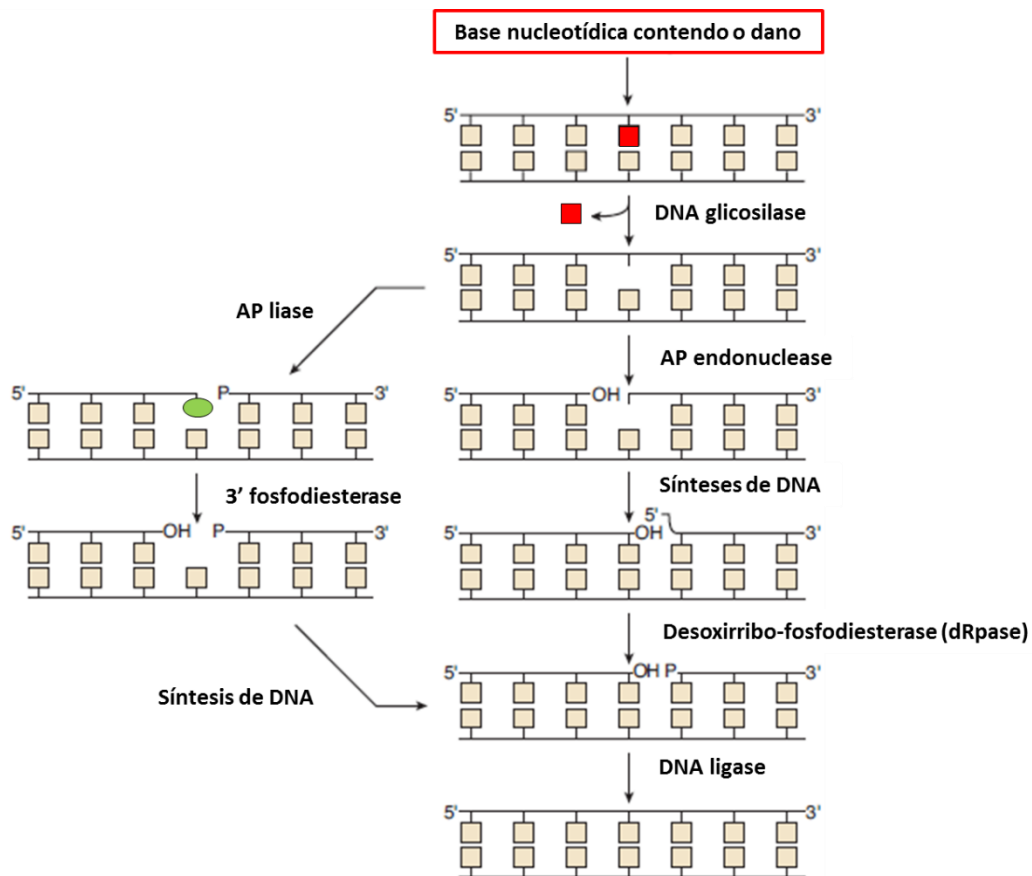 Base nucleotídica contendo o dano
5' 3'
DNA glicosilase
5' 3'
AP liase
AP endonuclease
5' P 3'
5' OH 3'
3’ fosfodiesterase
Sínteses de DNA
5'
5' OH P 3'
5' OH 3'
Desoxirribo-fosfodiesterase (dRpase)
Síntesis de DNA
5' OH P 3'
DNA ligase
5' 3'